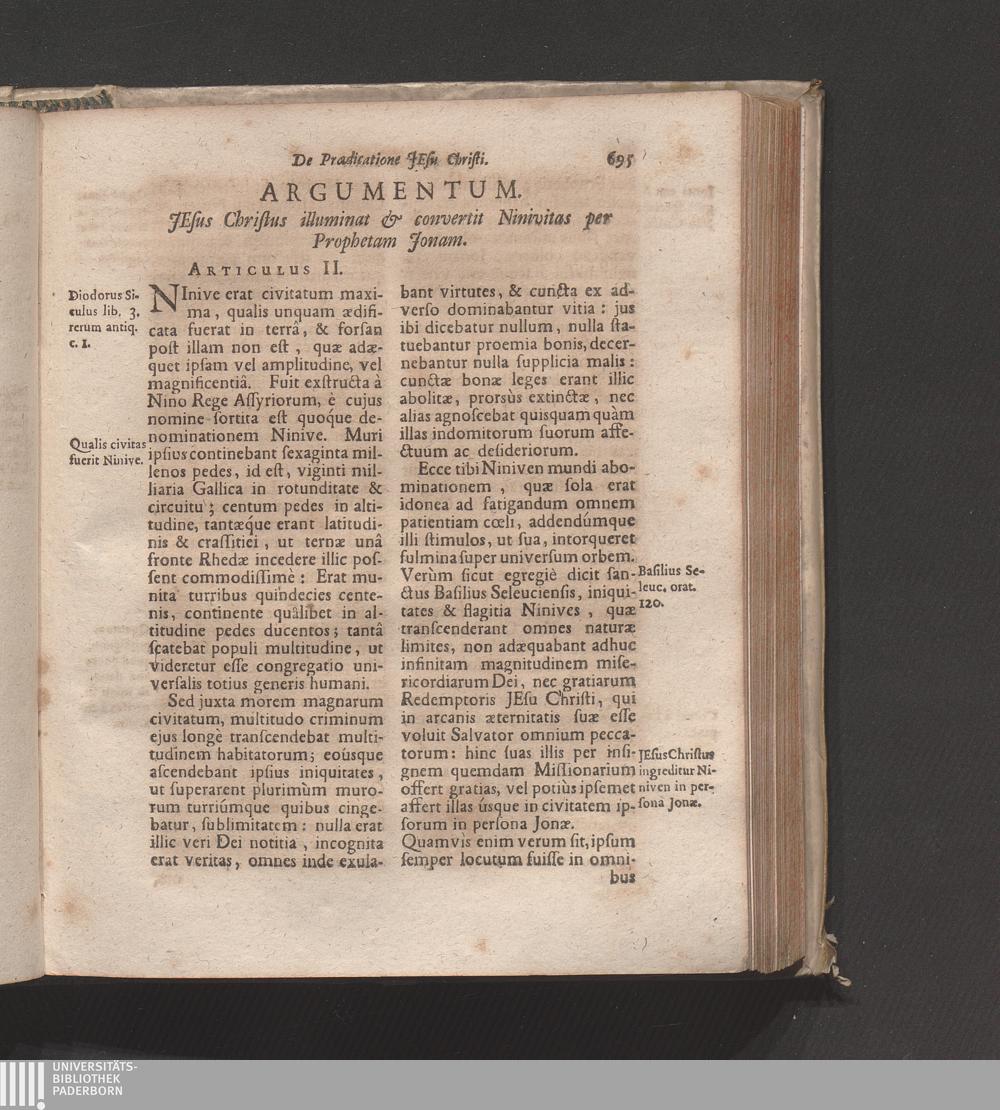 De Prædicatione JEsu Christi. 695
ARGUMENTUM.
JEsus Christus illuminat & convertit Ninivitas per
Prophetam Jonam.
ARTICULUS II.
Diodorus Si-
culus lib. 3.
rerum antiq.
c. 1.
NInive erat civitatum maxi-
ma, qualis unquam ædifi-
cata fuerat in terrâ, & forsan
post illam non est, quæ adæ-
quet ipsam vel amplitudine, vel
magnificentiâ. Fuit exstructa à
Nino Rege Assyriorum, è cujus
nomine sortita est quoque de-
nominationem Ninive. Muri
Qualis civitas
fuerit Ninive.
ipsius continebant sexaginta mil-
lenos pedes, id est, viginti mil-
liaria Gallica in rotunditate &
circuitu; centum pedes in alti-
tudine, tantæque erant latitudi-
nis & crassitiei, ut ternæ unâ
fronte Rhedæ incedere illic pos-
sent commodissimè: Erat mu-
nita turribus quindecies cente-
nis, continente quâlibet in al-
titudine pedes ducentos; tantâ
scatebat populi multitudine, ut
videretur esse congregatio uni-
versalis totius generis humani.
Sed juxta morem magnarum
civitatum, multitudo criminum
ejus longè transcendebat multi-
tudinem habitatorum; eoúsque
ascendebant ipsius iniquitates,
ut superarent plurimùm muro-
rum turriúmque quibus cinge-
batur, sublimitatem: nulla erat
illic veri Dei notitia, incognita
erat veritas, omnes inde exula-
bant virtutes, & cuncta ex ad-
verso dominabantur vitia: jus
ibi dicebatur nullum, nulla sta-
tuebantur proemia bonis, decer-
nebantur nulla supplicia malis:
cunctæ bonæ leges erant illic
abolitæ, prorsùs extinctæ, nec
alias agnoscebat quisquam quàm
illas indomitorum suorum affe-
ctuum ac desideriorum.
Ecce tibi Niniven mundi abo-
minationem, quæ sola erat
idonea ad fatigandum omnem
patientiam cœli, addendúmque
illi stimulos, ut sua, intorqueret
fulmina super universum orbem.
Verùm sicut egregiè dicit san-
ctus Basilius Seleuciensis, iniqui-
tates & flagitia Ninives, quæ
transcenderant omnes naturæ
limites, non adæquabant adhuc
infinitam magnitudinem mise-
ricordiarum Dei, nec gratiarum
Redemptoris JEsu Christi, qui
in arcanis æternitatis suæ esse
voluit Salvator omnium pecca-
torum: hinc suas illis per insi-
gnem quemdam Missionarium
offert gratias, vel potiùs ipsemet
affert illas úsque in civitatem ip-
sorum in persona Jonæ.
Basilius Se-
leuc. orat.
120.
JEsus Christus
ingreditur Ni-
niven in per-
sonâ Jonæ.
Quamvis enim verum sit, ipsum
semper locutum fuisse in omni-
bus
UNIVERSITÄTS-
BIBLIOTHEK
PADERBORN